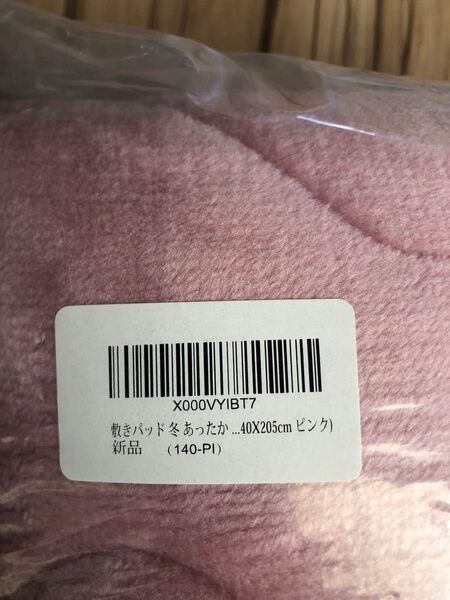 X000VYIBT7
敷きパッド 冬 あったか ...40X205cm ピンク)
新品 (140-PI)